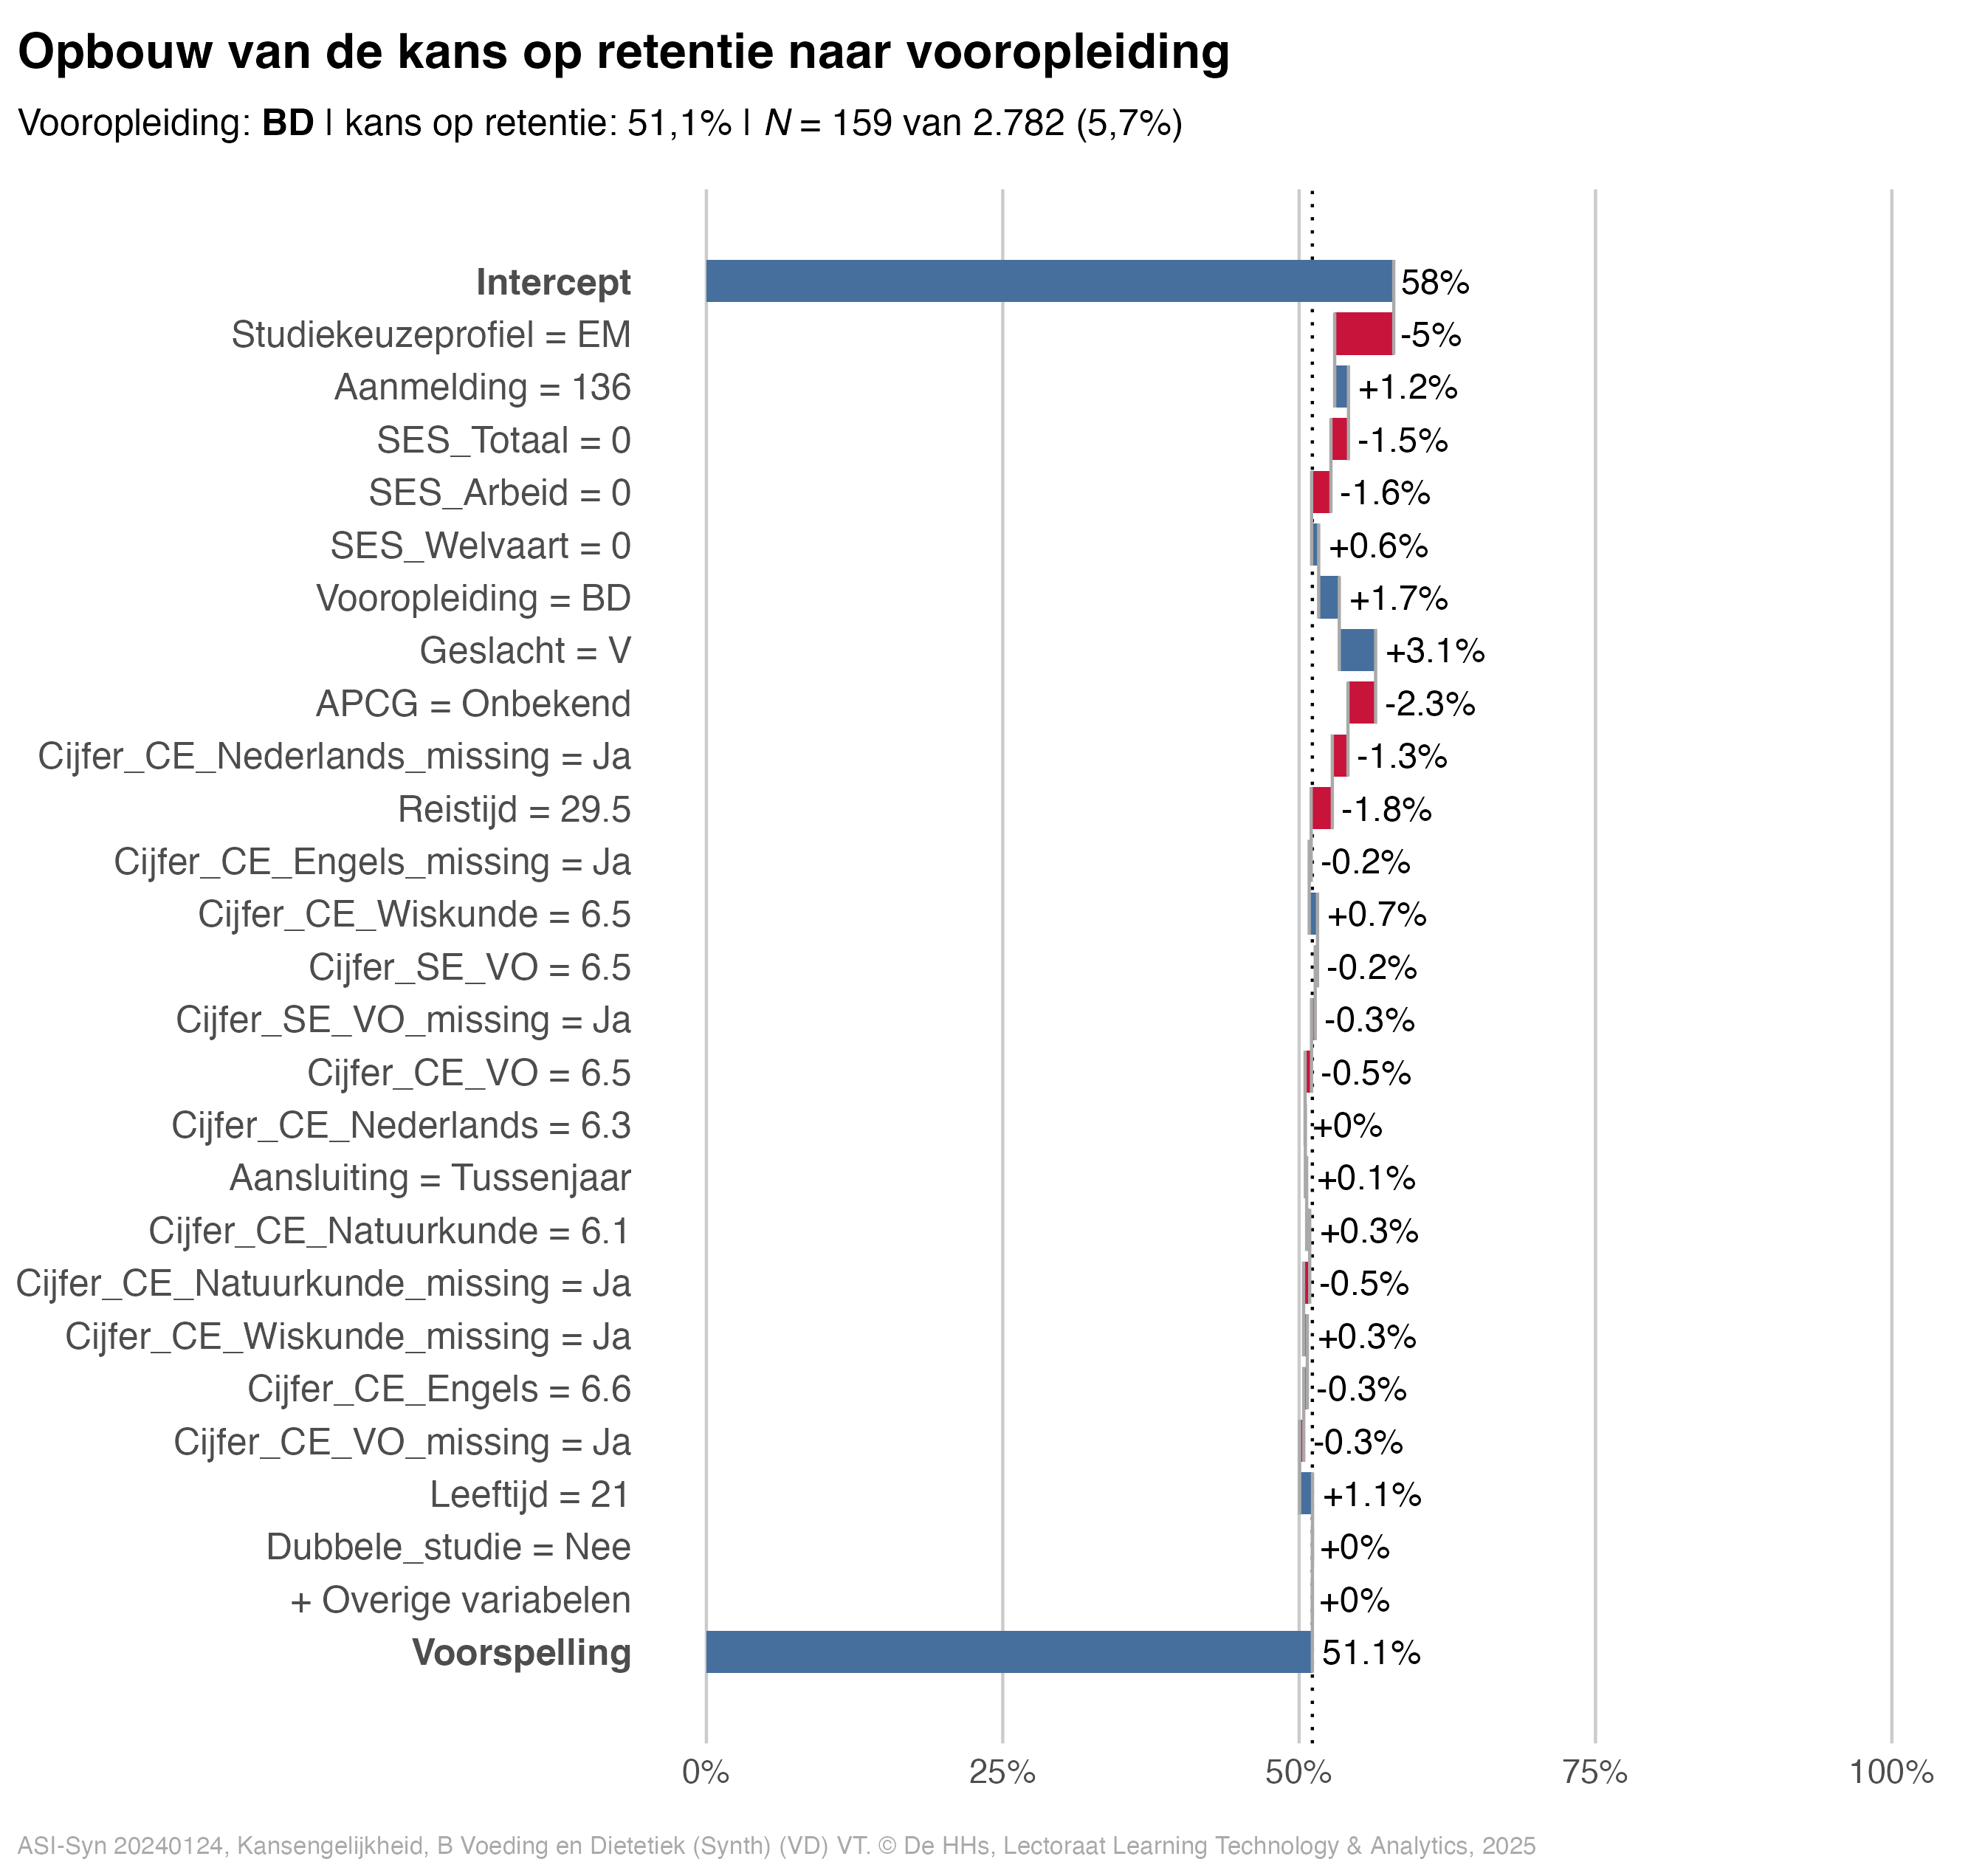 Opbouw van de kans op retentie naar vooropleiding
Vooropleiding: BD | kans op retentie: 51,1% | N = 159 van 2.782 (5,7%)
Intercept 58%
Studiekeuzeprofiel = EM -5%
Aanmelding = 136 +1.2%
SES_Totaal = 0 -1.5%
SES_Arbeid = 0 -1.6%
SES_Welvaart = 0 +0.6%
Vooropleiding = BD +1.7%
Geslacht = V +3.1%
APCG = Onbekend -2.3%
Cijfer_CE_Nederlands_missing = Ja -1.3%
Reistijd = 29.5 -1.8%
Cijfer_CE_Engels_missing = Ja -0.2%
Cijfer_CE_Wiskunde = 6.5 +0.7%
Cijfer_SE_VO = 6.5 -0.2%
Cijfer_SE_VO_missing = Ja -0.3%
Cijfer_CE_VO = 6.5 -0.5%
Cijfer_CE_Nederlands = 6.3 +0%
Aansluiting = Tussenjaar +0.1%
Cijfer_CE_Natuurkunde = 6.1 +0.3%
Cijfer_CE_Natuurkunde_missing = Ja -0.5%
Cijfer_CE_Wiskunde_missing = Ja +0.3%
Cijfer_CE_Engels = 6.6 -0.3%
Cijfer_CE_VO_missing = Ja -0.3%
Leeftijd = 21 +1.1%
Dubbele_studie = Nee +0%
+ Overige variabelen +0%
Voorspelling 51.1%
0% 25% 50% 75% 100%
ASI-Syn 20240124, Kansengelijkheid, B Voeding en Dietetiek (Synth) (VD) VT. © De HHs, Lectoraat Learning Technology & Analytics, 2025